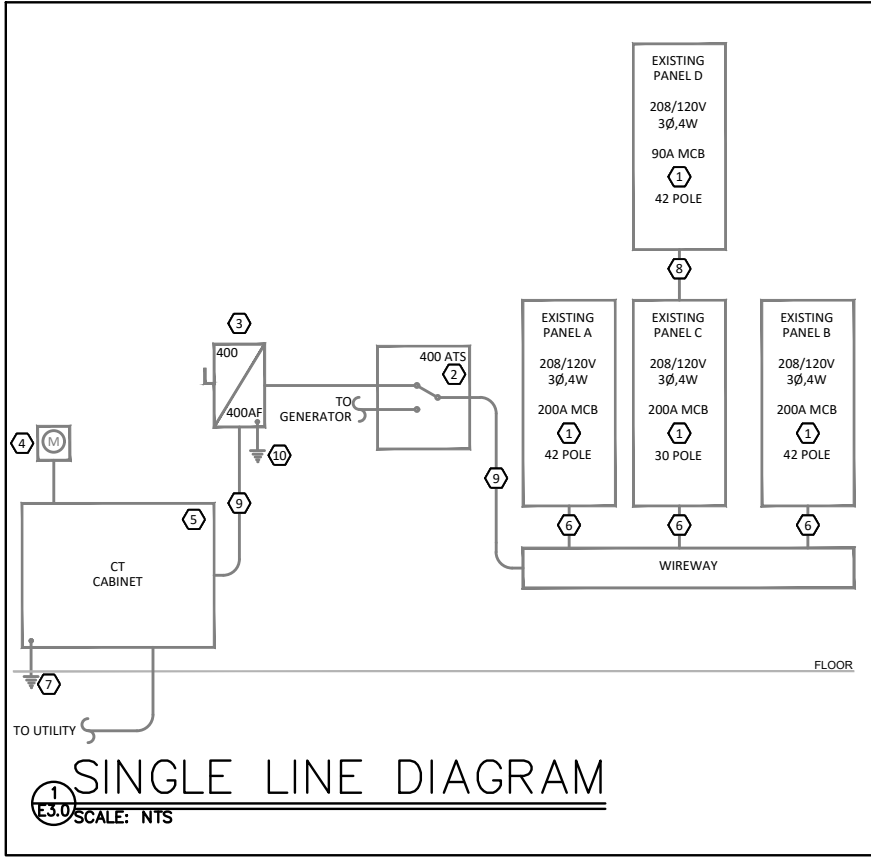 EXISTING
PANEL D
208/120V
3Ø,4W
90A MCB
1
42 POLE
8
3
400
400AF
10
400 ATS
2
TO
GENERATOR
EXISTING
PANEL A
208/120V
3Ø,4W
200A MCB
1
42 POLE
EXISTING
PANEL C
208/120V
3Ø,4W
200A MCB
1
30 POLE
EXISTING
PANEL B
208/120V
3Ø,4W
200A MCB
1
42 POLE
4
M
9
9
6
6
6
5
CT
CABINET
WIREWAY
FLOOR
7
TO UTILITY
SINGLE LINE DIAGRAM
1
E3.0
SCALE: NTS